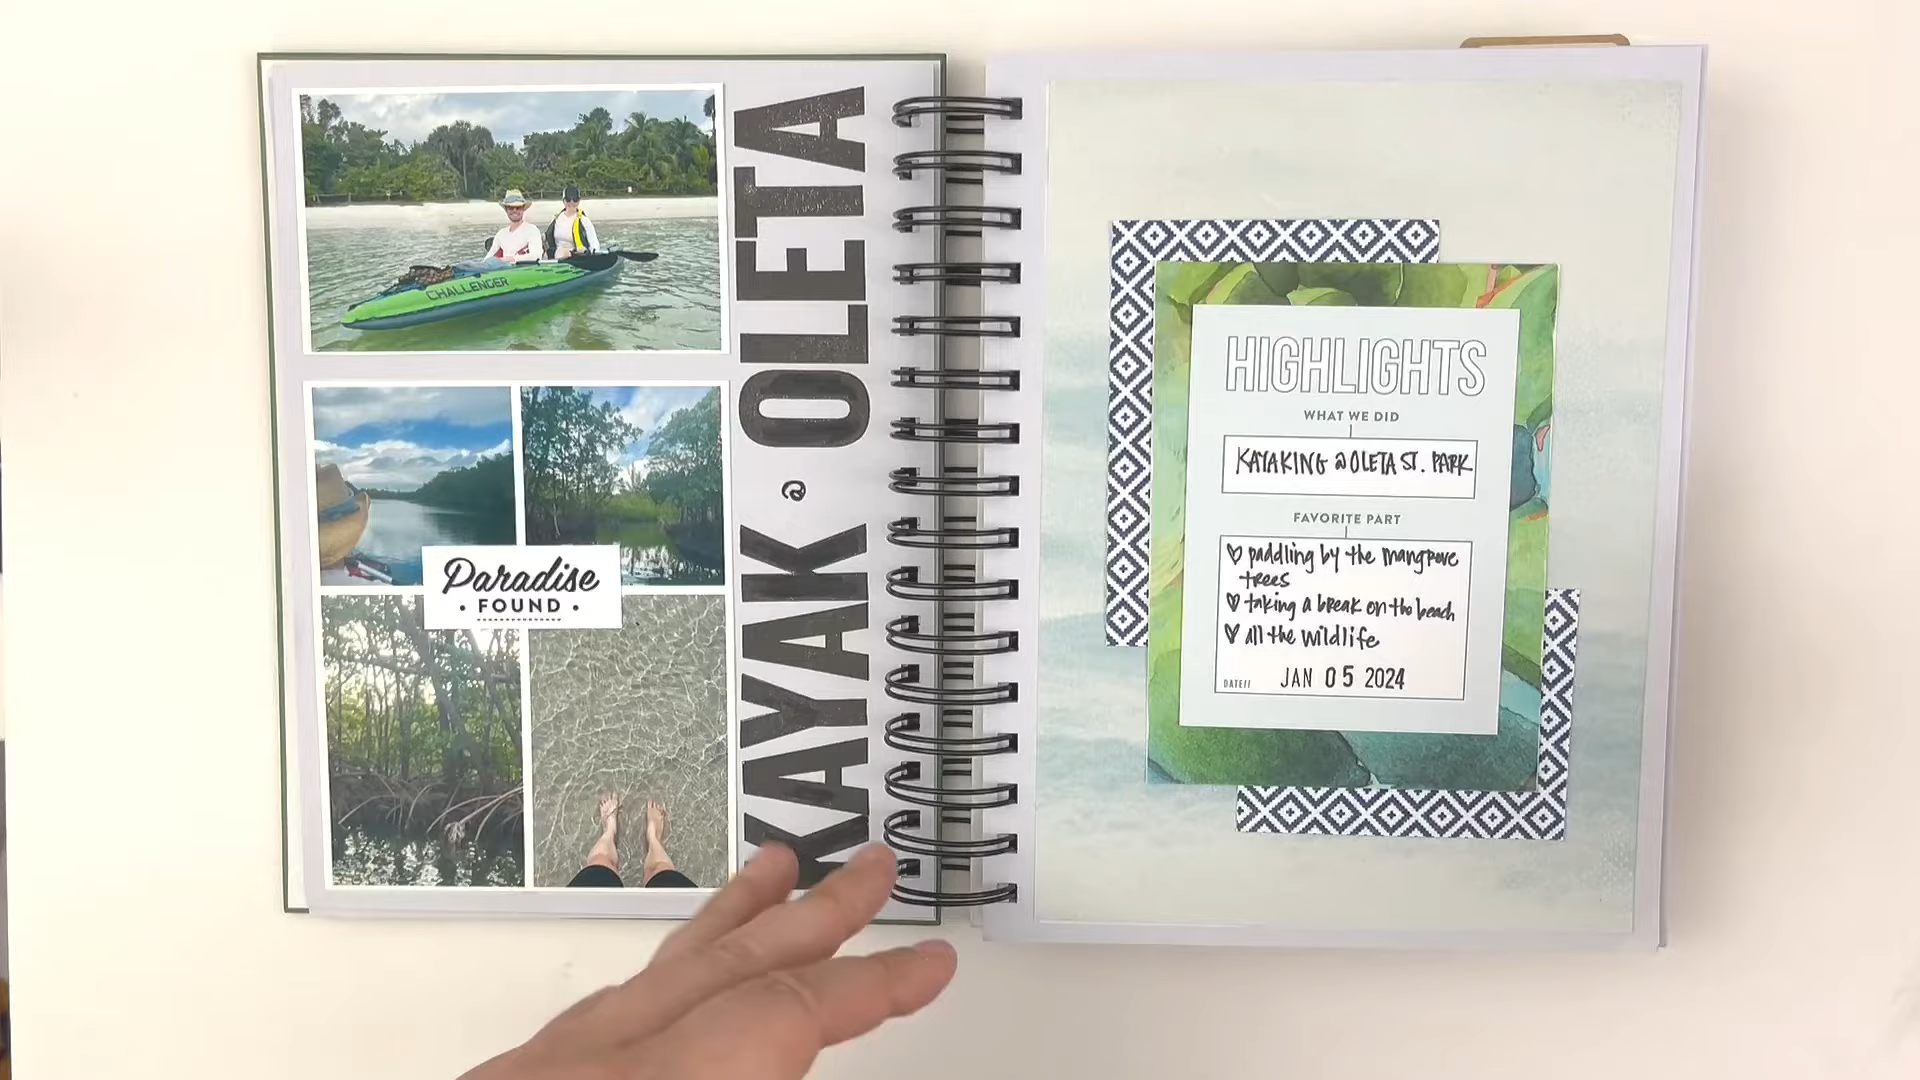 CHALLENGER
Paradise
• FOUND •
KAYAK @ OLETA
HIGHLIGHTS
WHAT WE DID
KAYAKING @ OLETA ST. PARK
FAVORITE PART
♡ paddling by the mangrove
trees
♡ taking a break on the beach
♡ all the wildlife
DATE// JAN 05 2024